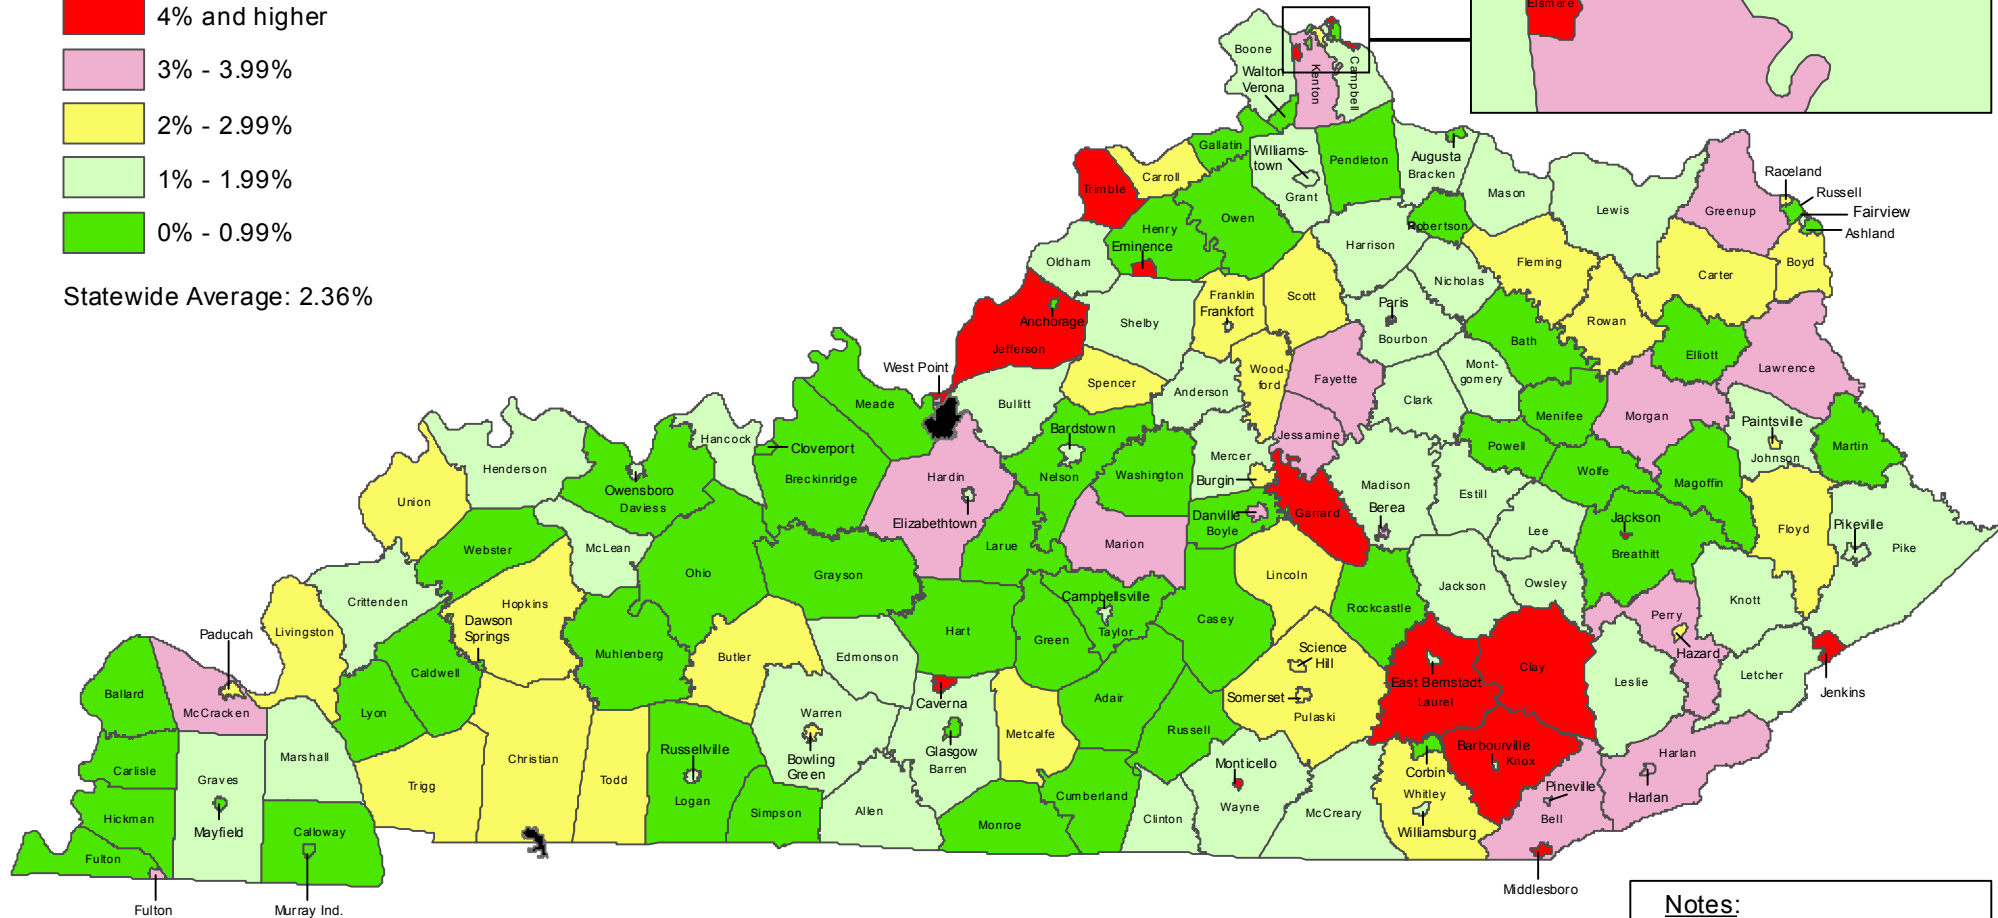 4% and higher
3% - 3.99%
2% - 2.99%
1% - 1.99%
0% - 0.99%
Statewide Average: 2.36%
Elsmere
Boone
Walton
Verona
Kenton
Campbell
Gallatin
Williams-
town
Grant
Pendleton
Augusta
Bracken
Mason
Lewis
Greenup
Raceland
Russell
Fairview
Ashland
Boyd
Carter
Trimble
Carroll
Owen
Henry
Eminence
Robertson
Harrison
Fleming
Oldham
Nicholas
Rowan
Franklin
Frankfort
Scott
Paris
Bourbon
Bath
Elliott
Lawrence
Anchorage
Jefferson
Shelby
West Point
Spencer
Anderson
Wood-
ford
Fayette
Mont-
gomery
Clark
Menifee
Morgan
Paintsville
Johnson
Martin
Meade
Bullitt
Jessamine
Powell
Wolfe
Magoffin
Hancock
Cloverport
Breckinridge
Bardstown
Nelson
Washington
Mercer
Burgin
Madison
Berea
Estill
Henderson
Owensboro
Daviess
Hardin
Elizabethtown
Danville
Boyle
Garrard
Lee
Jackson
Breathitt
Floyd
Pikeville
Pike
Union
Webster
McLean
Ohio
Grayson
Larue
Marion
Lincoln
Rockcastle
Jackson
Owsley
Knott
Perry
Hazard
Crittenden
Hopkins
Dawson
Springs
Muhlenberg
Butler
Edmonson
Hart
Green
Campbellsville
Taylor
Casey
Science
Hill
Somerset
Pulaski
East Bernstadt
Laurel
Clay
Leslie
Letcher
Jenkins
Paducah
Livingston
Caldwell
Ballard
McCracken
Lyon
Caverna
Adair
Metcalfe
Russell
Warren
Bowling
Green
Glasgow
Barren
Marshall
Carlisle
Graves
Trigg
Christian
Todd
Russellville
Logan
Simpson
Allen
Monroe
Cumberland
Clinton
Monticello
Wayne
McCreary
Corbin
Whitley
Williamsburg
Barbourville
Knox
Pineville
Bell
Harlan
Harlan
Hickman
Mayfield
Calloway
Fulton
Fulton
Murray Ind.
Middlesboro
Notes: